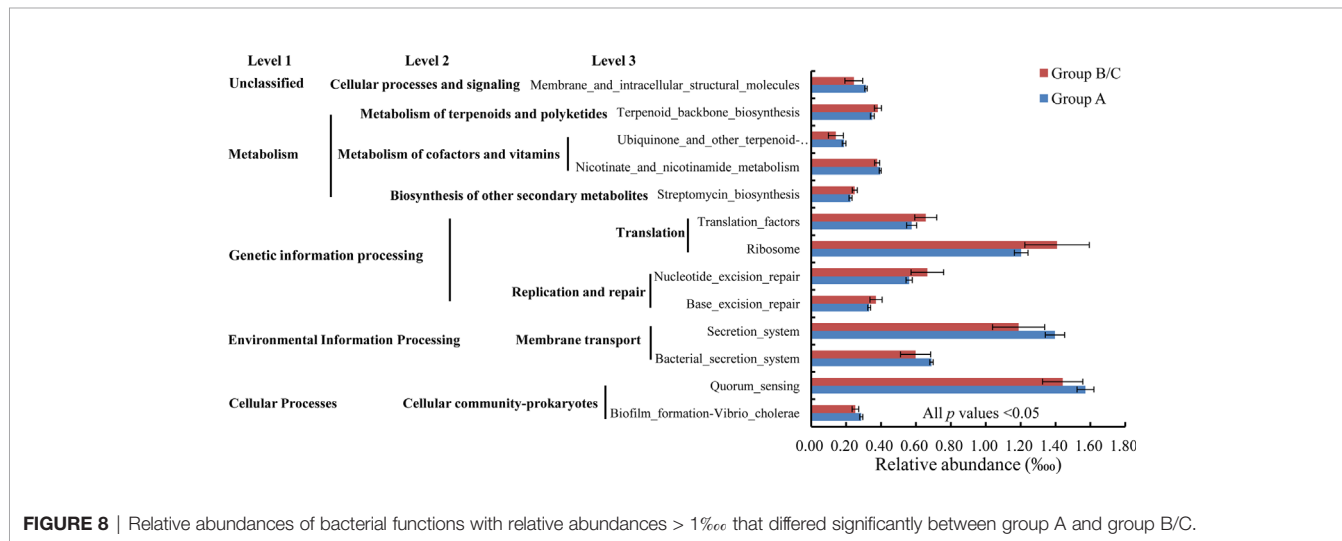 Level 1 Level 2 Level 3
Unclassified Cellular processes and signaling Membrane_and_intracellular_structural_molecules
Metabolism of terpenoids and polyketides Terpenoid_backbone_biosynthesis
Ubiquinone_and_other_terpenoid-…
Metabolism Metabolism of cofactors and vitamins
Nicotinate_and_nicotinamide_metabolism
Biosynthesis of other secondary metabolites Streptomycin_biosynthesis
Translation_factors
Translation
Genetic information processing Ribosome
Nucleotide_excision_repair
Replication and repair
Base_excision_repair
Secretion_system
Environmental Information Processing Membrane transport
Bacterial_secretion_system
Quorum_sensing
Cellular Processes Cellular community-prokaryotes
Biofilm_formation-Vibrio_cholerae
Group B/C
Group A
All p values <0.05
0.00 0.20 0.40 0.60 0.80 1.00 1.20 1.40 1.60 1.80
Relative abundance (‱)
FIGURE 8 | Relative abundances of bacterial functions with relative abundances > 1‱ that differed significantly between group A and group B/C.